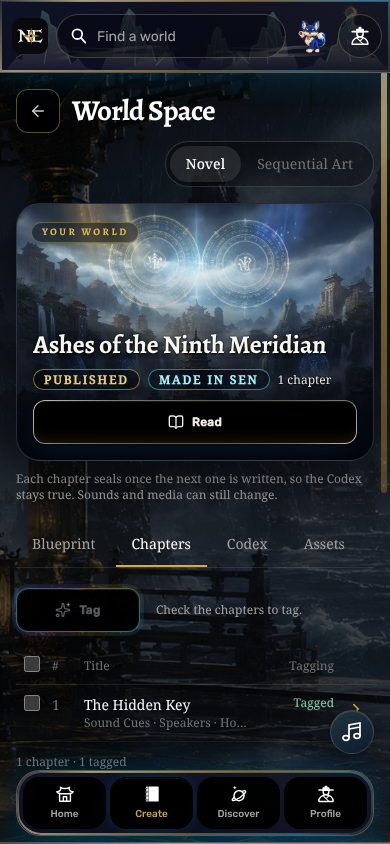 NE
Find a world
World Space
Novel
Sequential Art
YOUR WORLD
Ashes of the Ninth Meridian
PUBLISHED
MADE IN SEN
1 chapter
Read
Each chapter seals once the next one is written, so the Codex
stays true. Sounds and media can still change.
Blueprint
Chapters
Codex
Assets
Tag
Check the chapters to tag.
# Title Tagging
1 The Hidden Key Tagged
Sound Cues · Speakers · Ho...
1 chapter · 1 tagged
Home
Create
Discover
Profile